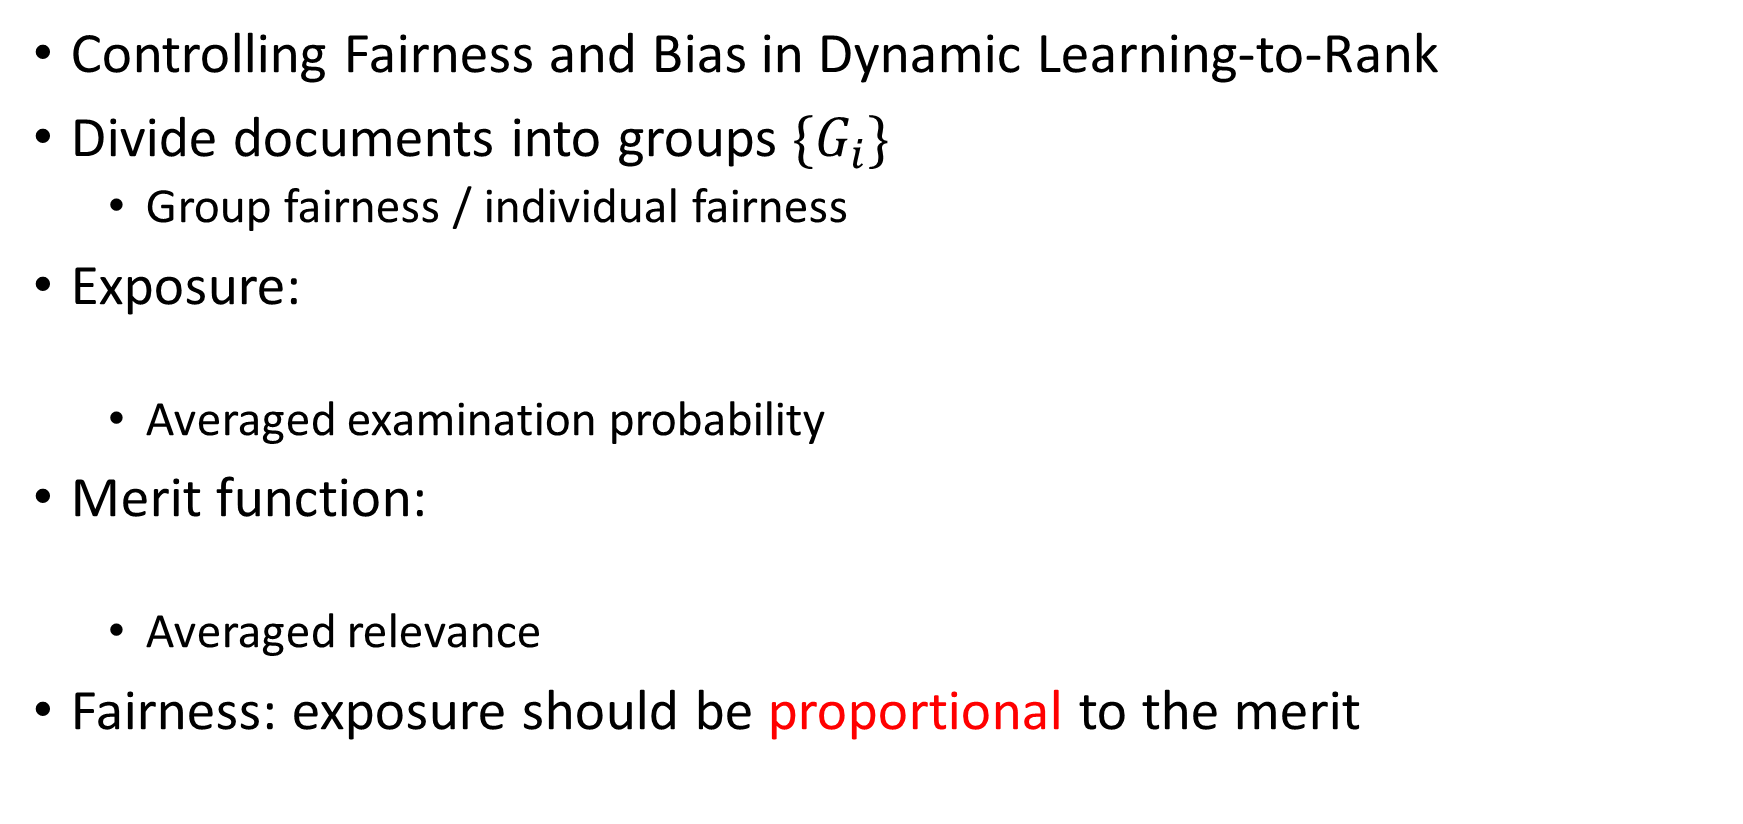 • Controlling Fairness and Bias in Dynamic Learning-to-Rank
• Divide documents into groups {G_i}
• Group fairness / individual fairness
• Exposure:
• Averaged examination probability
• Merit function:
• Averaged relevance
• Fairness: exposure should be proportional to the merit